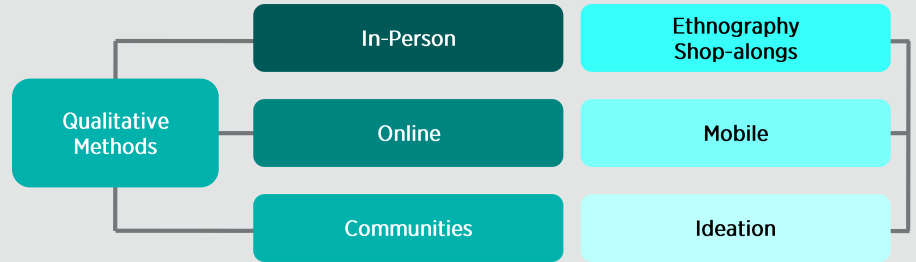 Qualitative
Methods
In-Person
Online
Communities
Ethnography
Shop-alongs
Mobile
Ideation